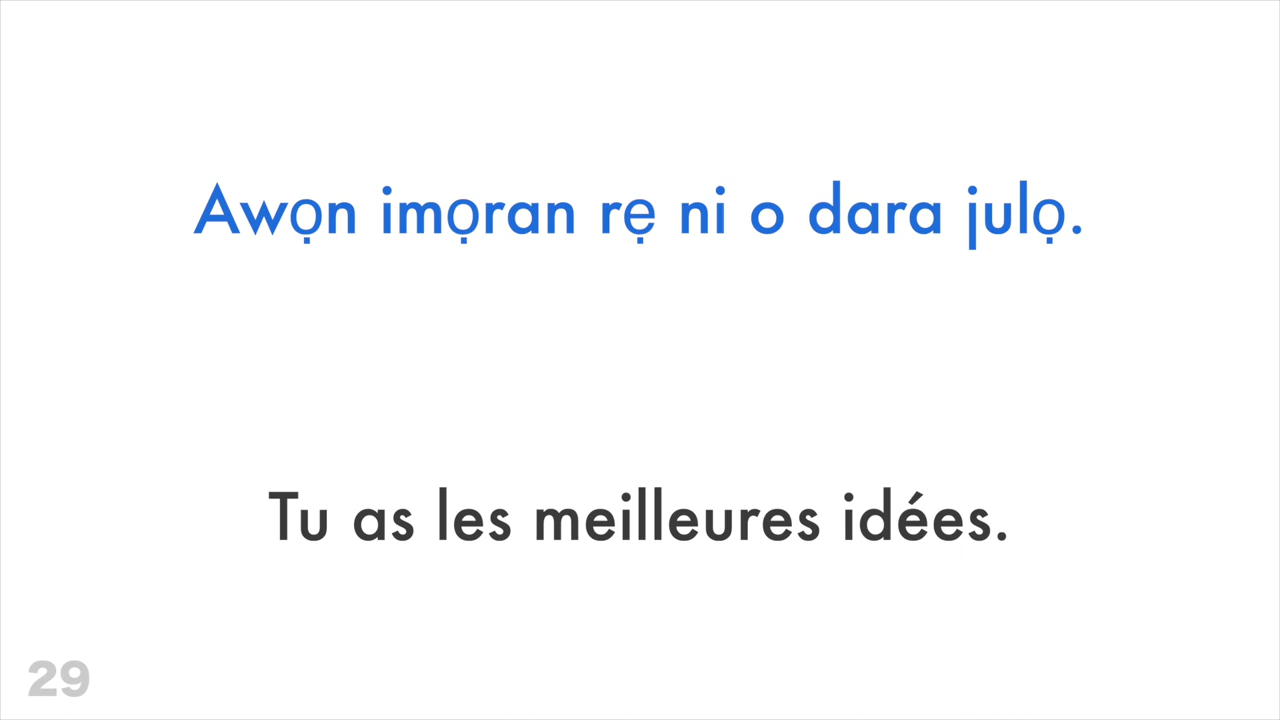 Awọn imọran rẹ ni o dara julọ.
Tu as les meilleures idées.
29